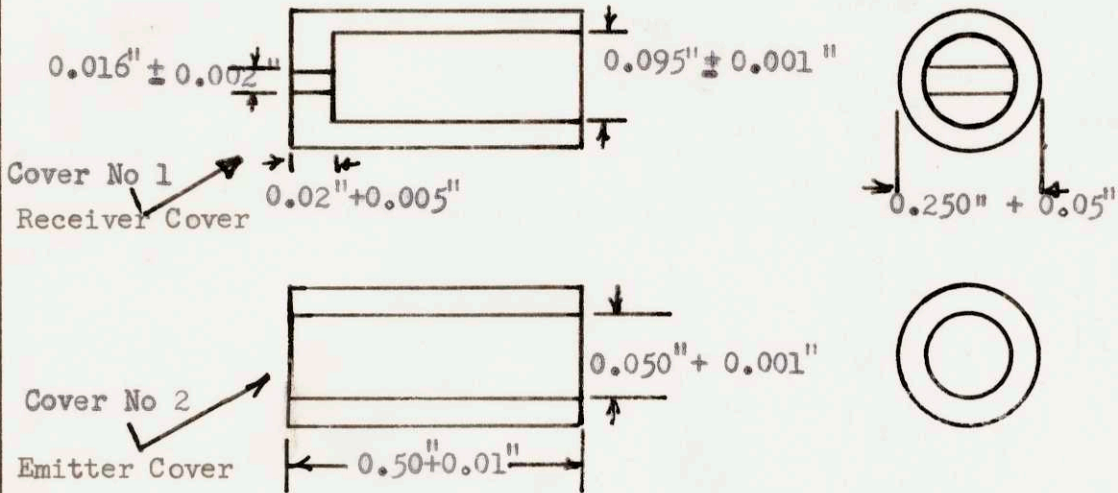 0.016" ± 0.002"
0.095" ± 0.001"
Cover No 1
Receiver Cover
0.02"+0.005"
0.250" + 0.05"
0.050"+ 0.001"
Cover No 2
Emitter Cover
0.50"+0.01"